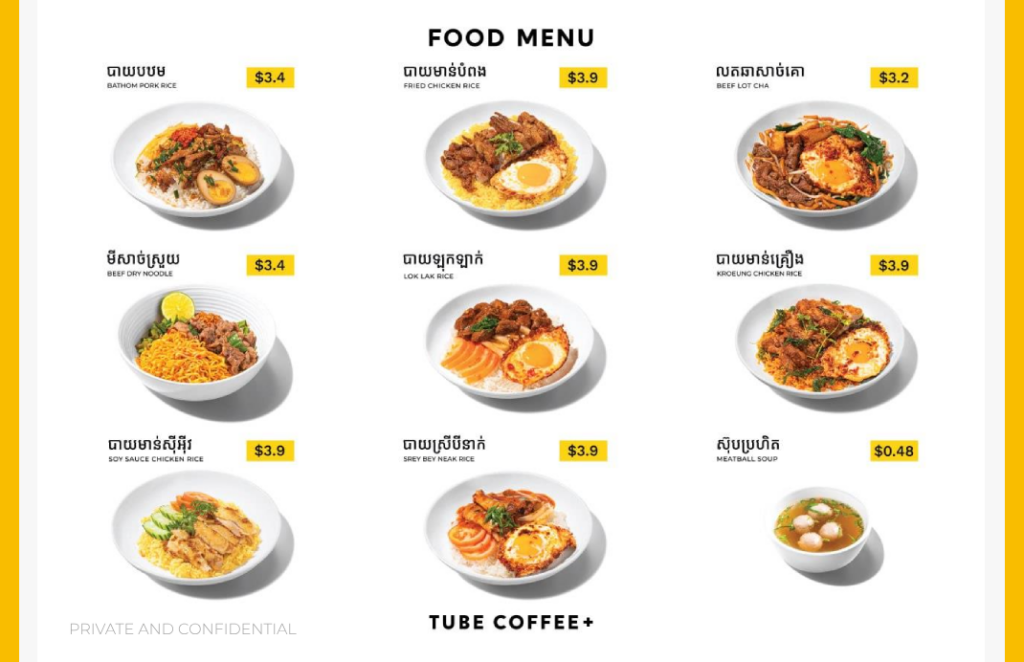 FOOD MENU
បាយបឋម
BATHOM PORK RICE
$3.4
បាយមាន់បំពង
FRIED CHICKEN RICE
$3.9
លតឆាសាច់គោ
BEEF LOT CHA
$3.2
មីសាច់ស្រួយ
BEEF DRY NOODLE
$3.4
បាយឡុកឡាក់
LOK LAK RICE
$3.9
បាយមាន់គ្រឿង
KROEUNG CHICKEN RICE
$3.9
បាយមាន់ស៊ីអ៊ីវ
SOY SAUCE CHICKEN RICE
$3.9
បាយស្រីបីនាក់
SREY BEY NEAK RICE
$3.9
ស៊ុបប្រហិត
MEATBALL SOUP
$0.48
TUBE COFFEE+
PRIVATE AND CONFIDENTIAL